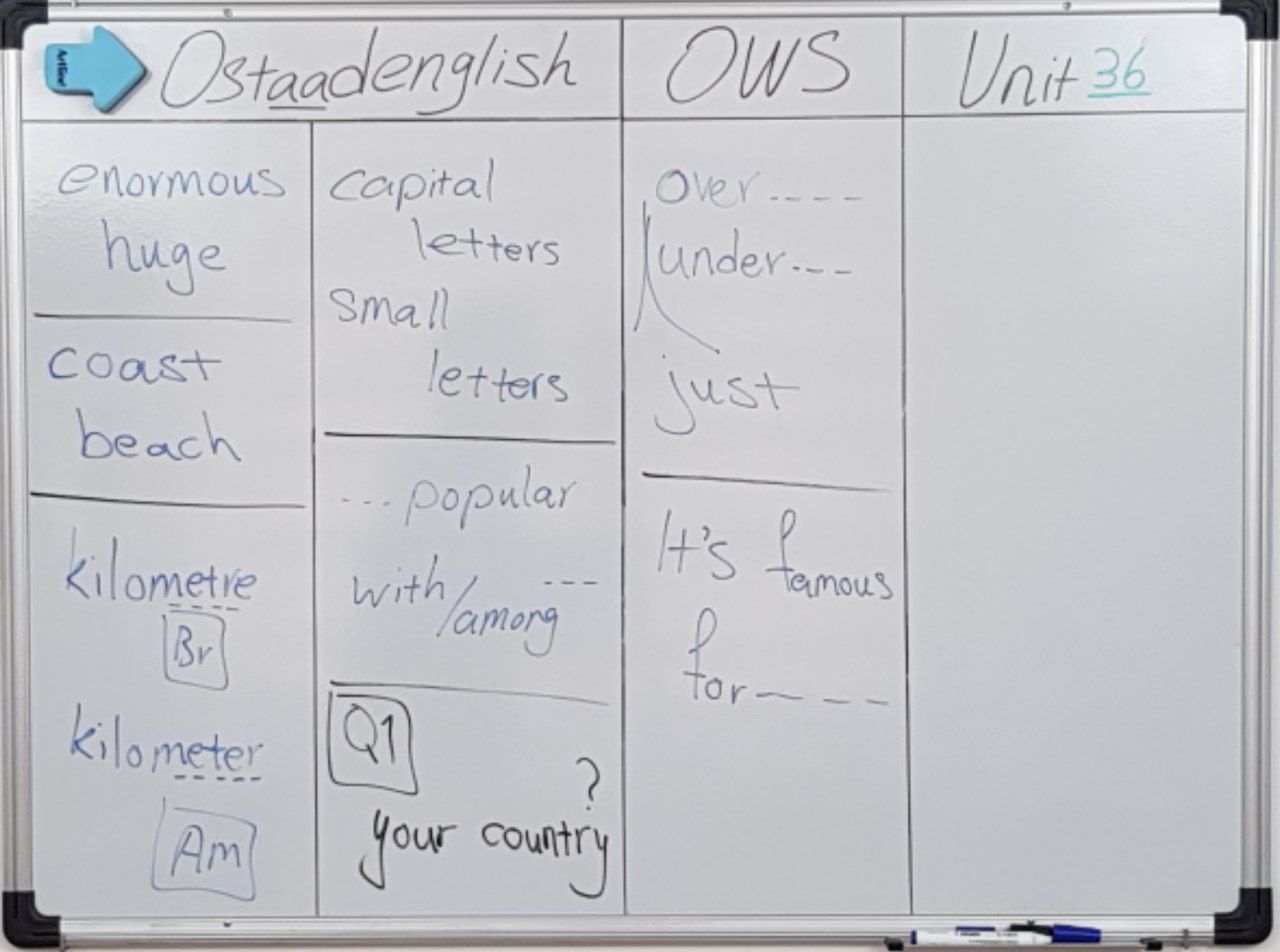 Ostaadenglish
OWS
Unit 36
enormous
huge
coast
beach
kilometre
Br
kilometer
Am
capital
letters
small
letters
... popular
with/among ---
Q1
?
your country
over ----
under ---
just
It's famous
for ----